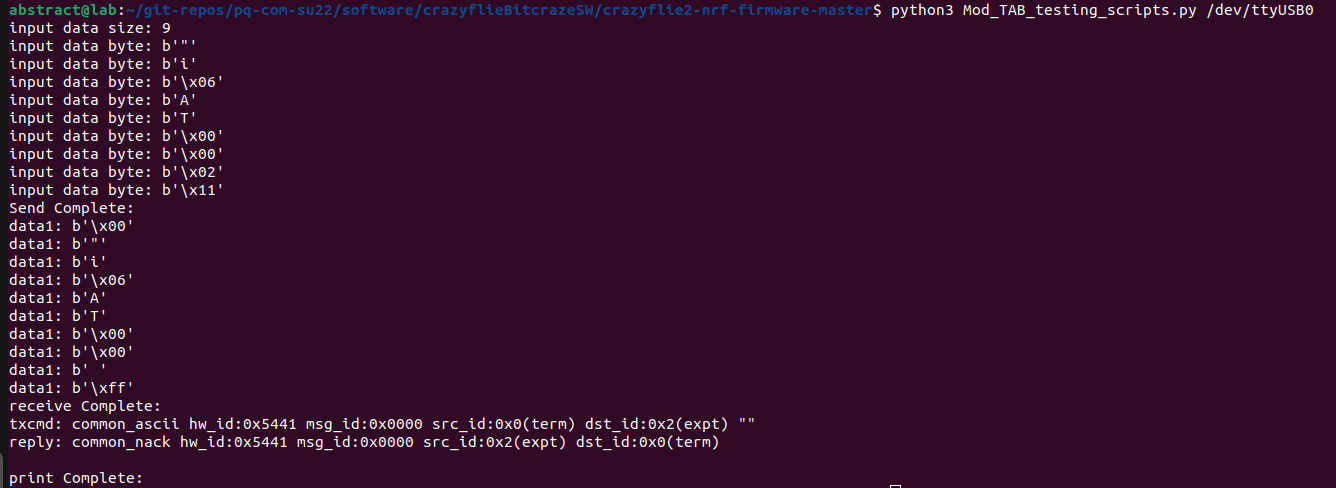 abstract@lab:~/git-repos/pq-com-su22/software/crazyflieBitcrazeSW/crazyflie2-nrf-firmware-master$ python3 Mod_TAB_testing_scripts.py /dev/ttyUSB0
input data size: 9
input data byte: b'"'
input data byte: b'i'
input data byte: b'\x06'
input data byte: b'A'
input data byte: b'T'
input data byte: b'\x00'
input data byte: b'\x00'
input data byte: b'\x02'
input data byte: b'\x11'
Send Complete:
data1: b'\x00'
data1: b'"'
data1: b'i'
data1: b'\x06'
data1: b'A'
data1: b'T'
data1: b'\x00'
data1: b'\x00'
data1: b' '
data1: b'\xff'
receive Complete:
txcmd: common_ascii hw_id:0x5441 msg_id:0x0000 src_id:0x0(term) dst_id:0x2(expt) ""
reply: common_nack hw_id:0x5441 msg_id:0x0000 src_id:0x2(expt) dst_id:0x0(term)
print Complete: